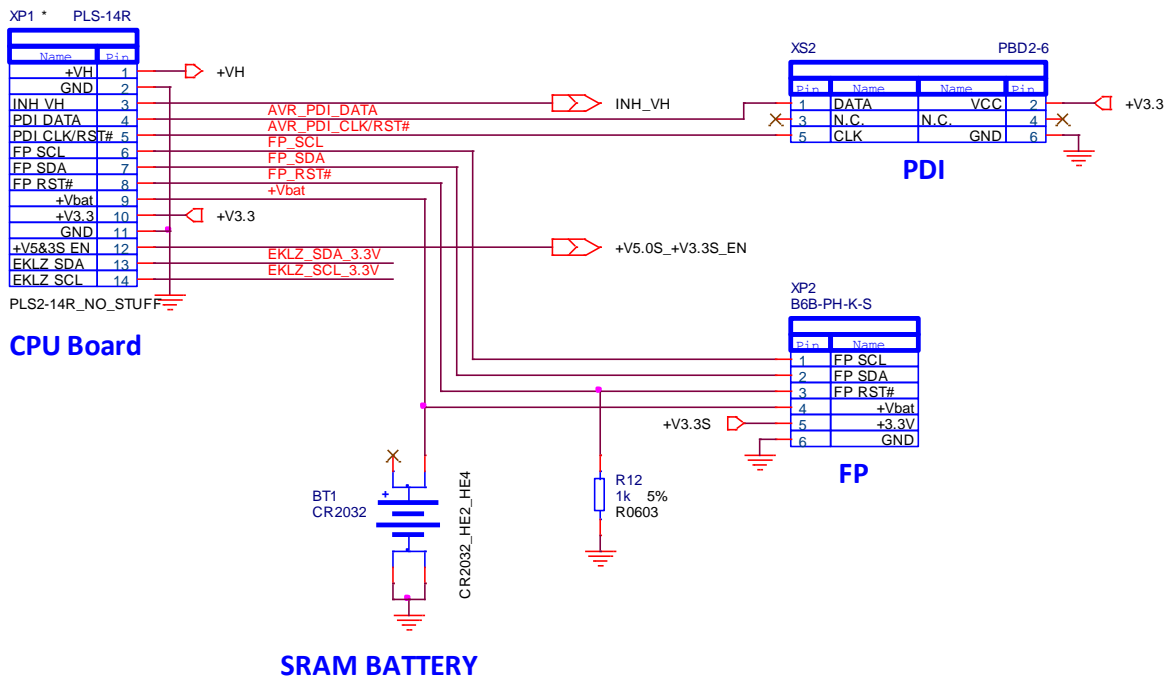 XP1 * PLS-14R
Name Pin
+VH 1 +VH
GND 2
INH_VH 3 INH_VH
PDI DATA 4 AVR_PDI_DATA
PDI CLK/RST# 5 AVR_PDI_CLK/RST#
FP SCL 6 FP_SCL
FP SDA 7 FP_SDA
FP RST# 8 FP_RST#
+Vbat 9 +Vbat
+V3.3 10 +V3.3
GND 11
+V5&3S EN 12 +V5.0S_+V3.3S_EN
EKLZ SDA 13 EKLZ_SDA_3.3V
EKLZ SCL 14 EKLZ_SCL_3.3V
PLS2-14R_NO_STUFF
CPU Board
XS2 PBD2-6
Pin Name Name Pin
1 DATA VCC 2 +V3.3
3 N.C. N.C. 4
5 CLK GND 6
PDI
XP2
B6B-PH-K-S
Pin Name
1 FP SCL
2 FP SDA
3 FP RST#
4 +Vbat
+V3.3S 5 +3.3V
6 GND
FP
R12
1k 5%
R0603
BT1
CR2032
+
CR2032_HE2_HE4
SRAM BATTERY